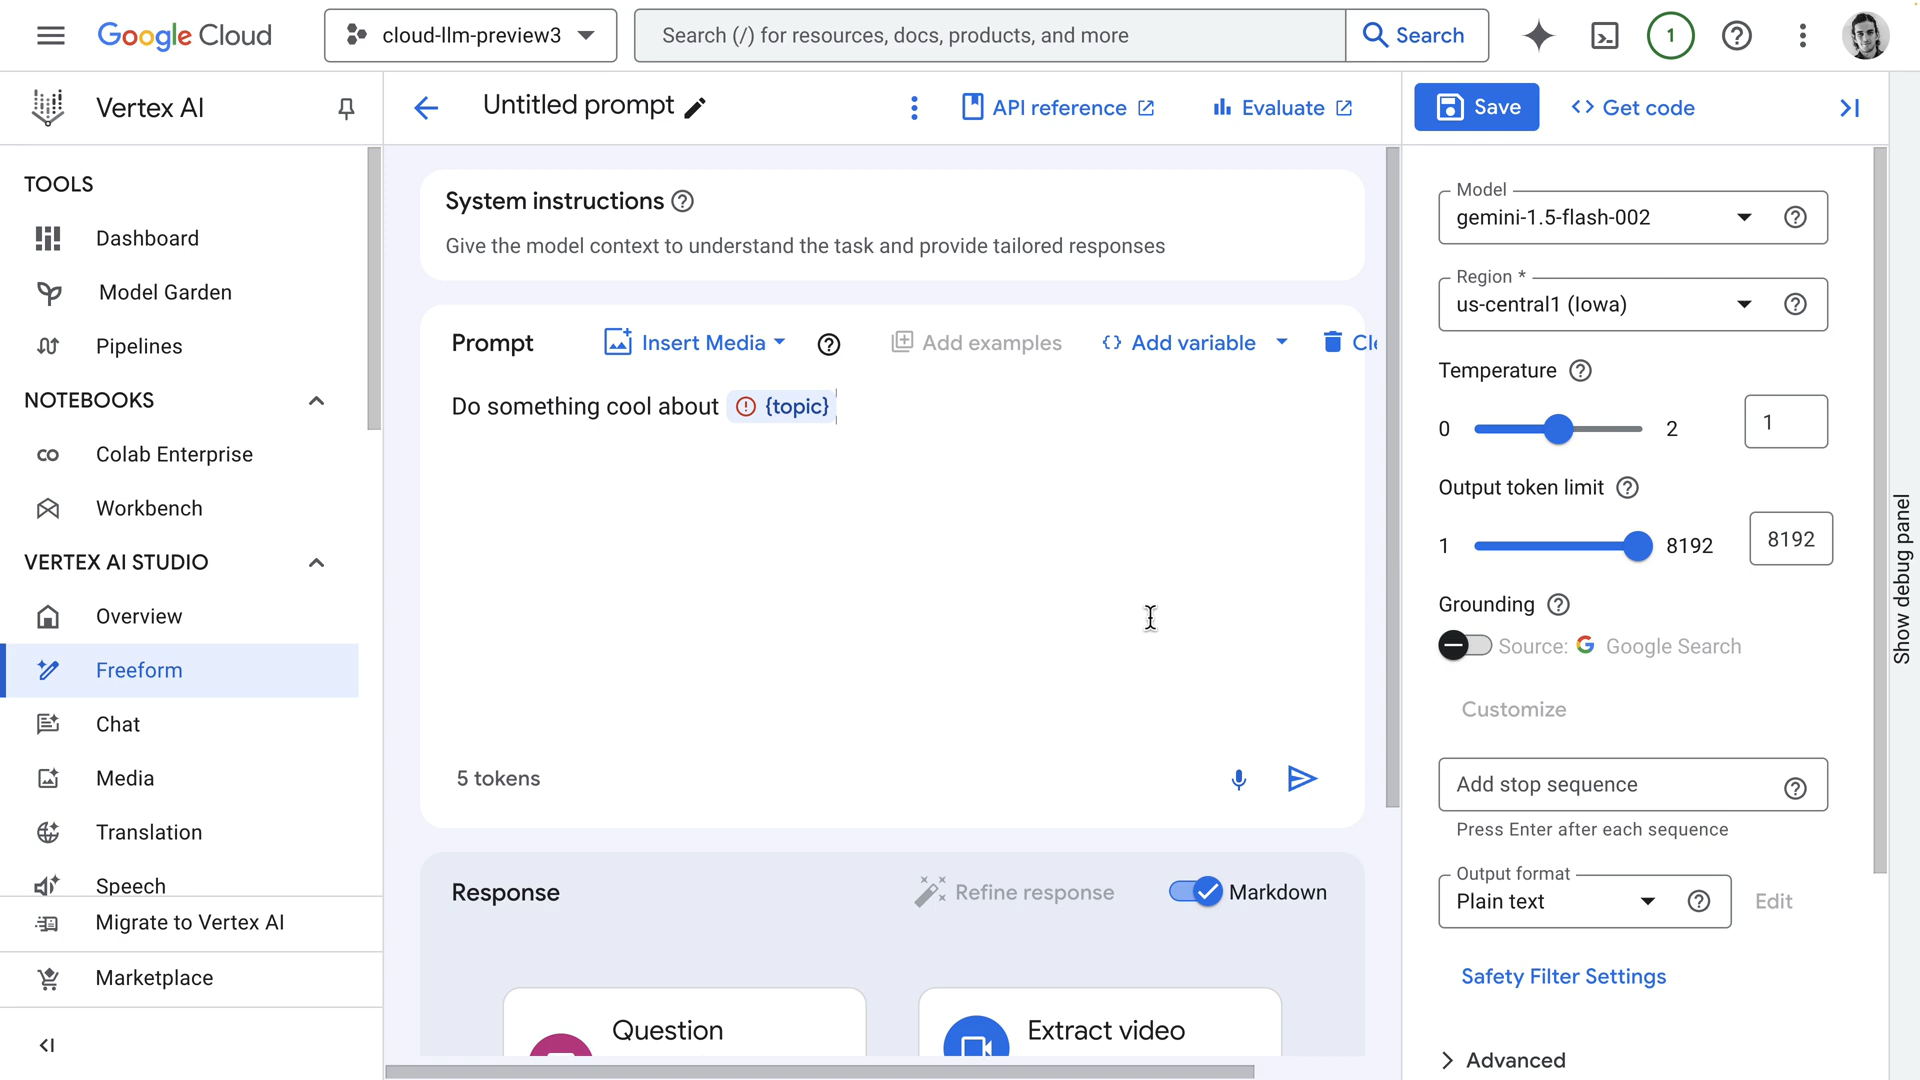 Google Cloud
cloud-llm-preview3
Search (/) for resources, docs, products, and more
Search
1
Vertex AI
Untitled prompt
API reference
Evaluate
Save
Get code
TOOLS
Dashboard
Model Garden
Pipelines
NOTEBOOKS
Colab Enterprise
Workbench
VERTEX AI STUDIO
Overview
Freeform
Chat
Media
Translation
Speech
Migrate to Vertex AI
Marketplace
System instructions
Give the model context to understand the task and provide tailored responses
Prompt
Insert Media
Add examples
Add variable
Cle
Do something cool about {topic}
5 tokens
Response
Refine response
Markdown
Question
Extract video
Model
gemini-1.5-flash-002
Region *
us-central1 (Iowa)
Temperature
0
2
1
Output token limit
1
8192
8192
Grounding
Source: Google Search
Customize
Add stop sequence
Press Enter after each sequence
Output format
Plain text
Edit
Safety Filter Settings
Advanced
Show debug panel